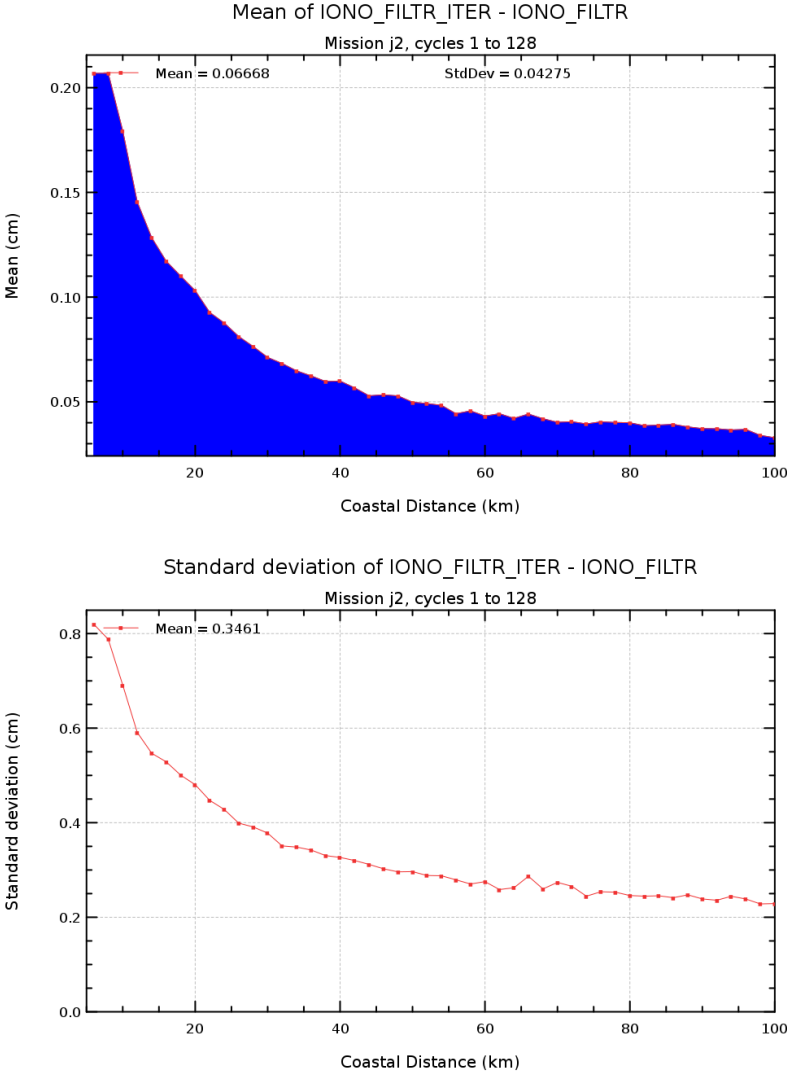 Mean of IONO_FILTR_ITER - IONO_FILTR
Mission j2, cycles 1 to 128
Mean = 0.06668 StdDev = 0.04275
0.20
0.15
0.10
0.05
Mean (cm)
20 40 60 80 100
Coastal Distance (km)
Standard deviation of IONO_FILTR_ITER - IONO_FILTR
Mission j2, cycles 1 to 128
Mean = 0.3461
0.8
0.6
0.4
0.2
0.0
Standard deviation (cm)
20 40 60 80 100
Coastal Distance (km)